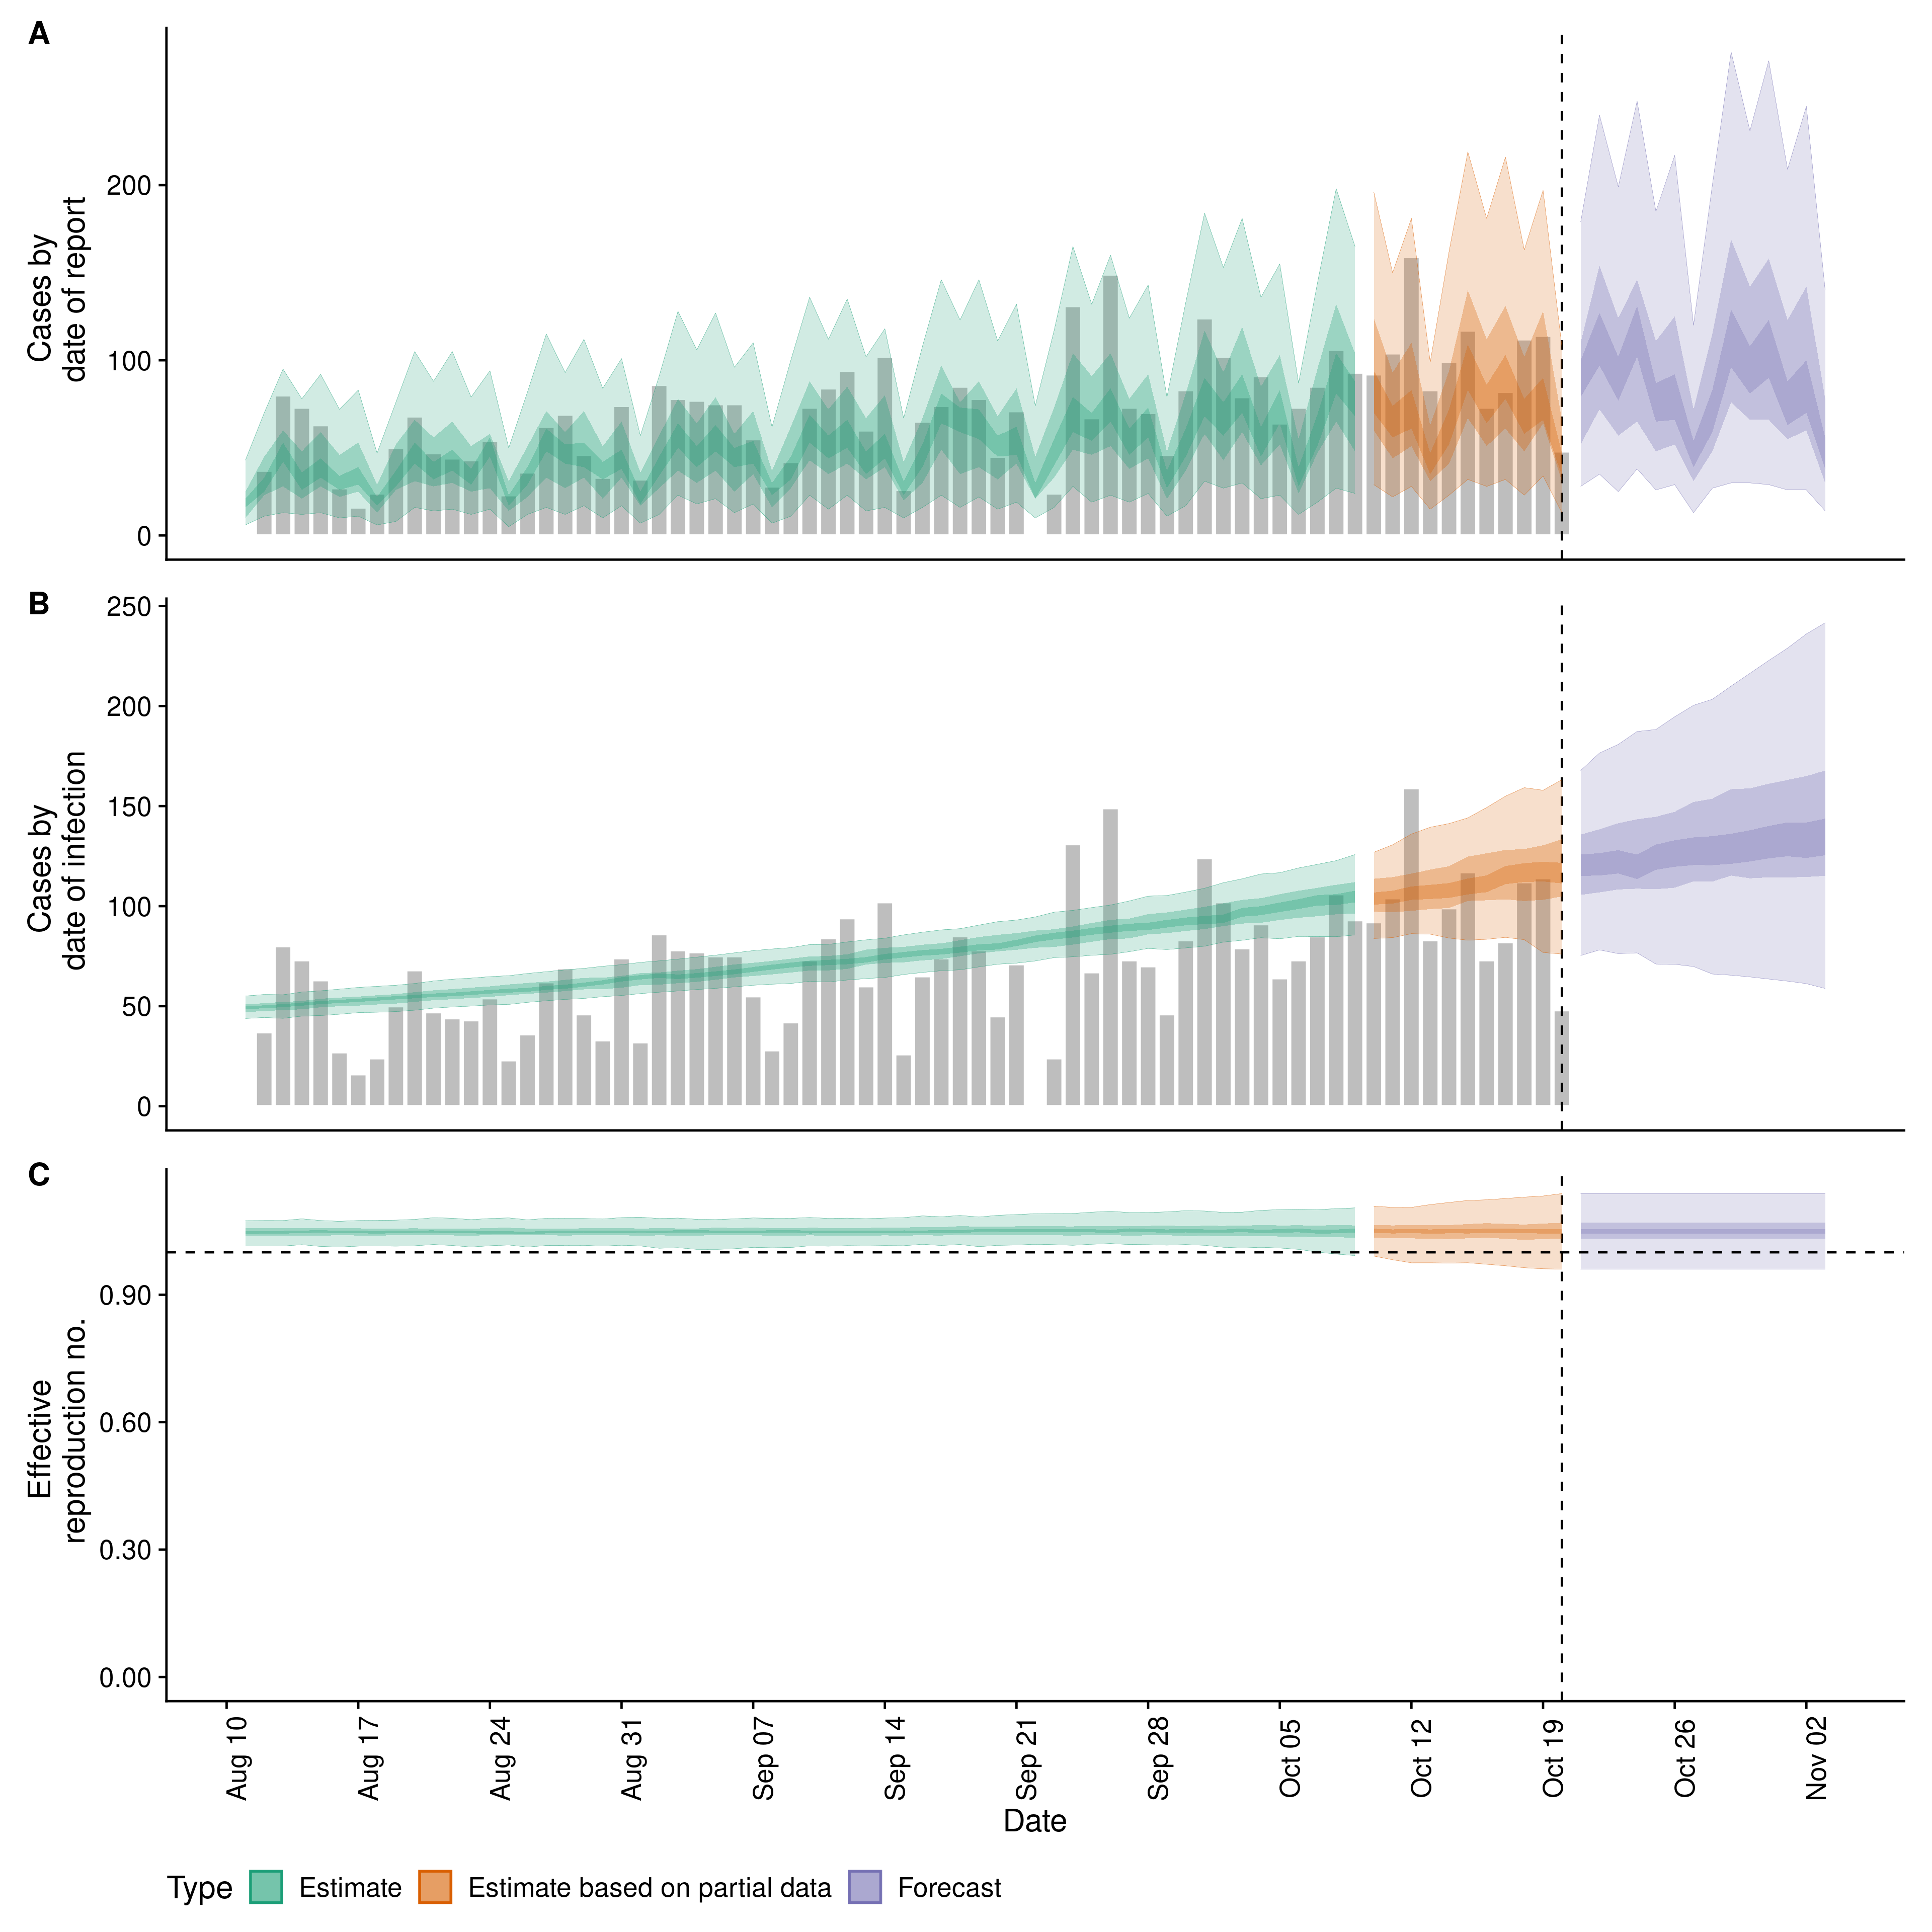 A
Cases by
date of report
200
100
0
B
Cases by
date of infection
250
200
150
100
50
0
C
Effective
reproduction no.
0.90
0.60
0.30
0.00
Aug 10
Aug 17
Aug 24
Aug 31
Sep 07
Sep 14
Sep 21
Sep 28
Oct 05
Oct 12
Oct 19
Oct 26
Nov 02
Date
Type Estimate Estimate based on partial data Forecast